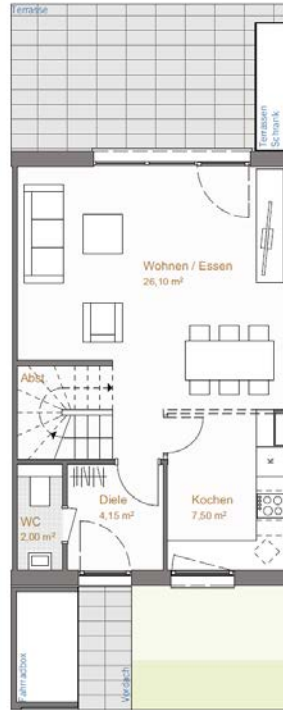 Terrasse
Terrassen
Schrank
Wohnen / Essen
26,10 m²
Abst.
Diele
4,15 m²
Kochen
7,50 m²
K
WC
2,00 m²
Fahrradbox
Vordach